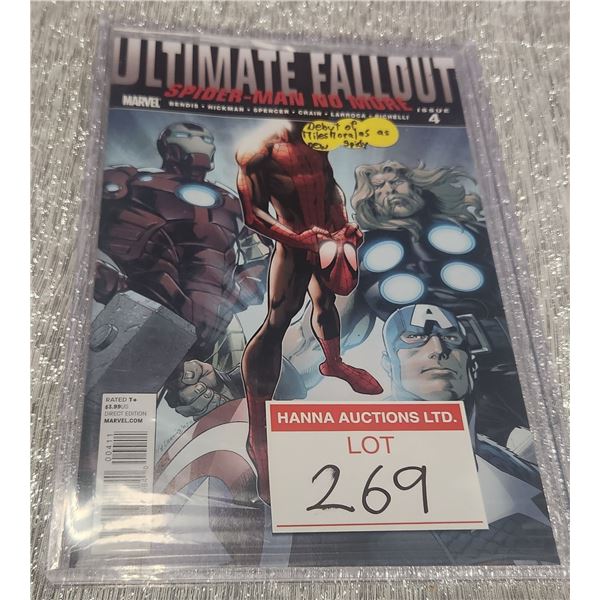 ULTIMATE FALLOUT
SPIDER-MAN NO MORE
ISSUE
4
MARVEL
BENDIS • HICKMAN • SPENCER • CRAIN • LARROCA • PICHELLI
Debut of
Miles Morales as
new Spidy
A
RATED T+
$3.99US
DIRECT EDITION
MARVEL.COM
00411
HANNA AUCTIONS LTD.
LOT
269